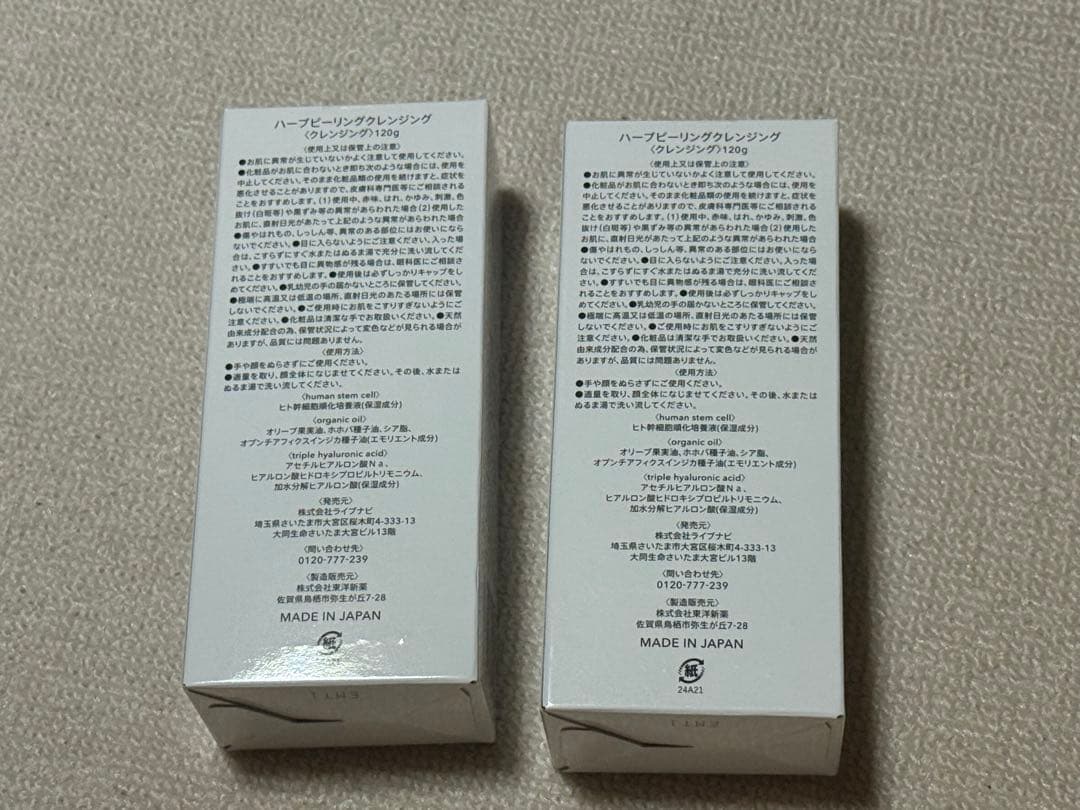 ハーブピーリングクレンジング
〈クレンジング〉120g
〈使用上又は保管上の注意〉
●お肌に異常が生じていないかよく注意して使用してください。
●化粧品がお肌に合わないとき即ち次のような場合には、使用を
中止してください。そのまま化粧品類の使用を続けますと、症状を
悪化させることがありますので、皮膚科専門医等にご相談される
ことをおすすめします。(1)使用中、赤味、はれ、かゆみ、刺激、色
抜け(白斑等)や黒ずみ等の異常があらわれた場合(2)使用した
お肌に、直射日光があたって上記のような異常があらわれた場合
●傷やはれもの、しっしん等、異常のある部位にはお使いになら
ないでください。●目に入らないようにご注意ください。入った場
合は、こすらずにすぐ水またはぬるま湯で充分に洗い流してくだ
さい。●すすいでも目に異物感が残る場合は、眼科医にご相談さ
れることをおすすめします。●使用後は必ずしっかりキャップをし
めてください。●乳幼児の手の届かないところに保管してください。
●極端に高温又は低温の場所、直射日光のあたる場所には保管
しないでください。●ご使用時にお肌をこすりすぎないようにご
注意ください。●化粧品は清潔な手でお取扱いください。●天然
由来成分配合の為、保管状況によって変色などが見られる場合が
ありますが、品質には問題ありません。
〈使用方法〉
●手や顔をぬらさずにご使用ください。
●適量を取り、顔全体になじませてください。その後、水または
ぬるま湯で洗い流してください。
〈human stem cell〉
ヒト幹細胞順化培養液(保湿成分)
〈organic oil〉
オリーブ果実油、ホホバ種子油、シア脂、
オプンチアフィクスインジカ種子油(エモリエント成分)
〈triple hyaluronic acid〉
アセチルヒアルロン酸Na、
ヒアルロン酸ヒドロキシプロピルトリモニウム、
加水分解ヒアルロン酸(保湿成分)
〈発売元〉
株式会社ライブナビ
埼玉県さいたま市大宮区桜木町4-333-13
大同生命さいたま大宮ビル13階
〈問い合わせ先〉
0120-777-239
〈製造販売元〉
株式会社東洋新薬
佐賀県鳥栖市弥生が丘7-28
MADE IN JAPAN
紙
ハーブピーリングクレンジング
〈クレンジング〉120g
〈使用上又は保管上の注意〉
●お肌に異常が生じていないかよく注意して使用してください。
●化粧品がお肌に合わないとき即ち次のような場合には、使用を
中止してください。そのまま化粧品類の使用を続けますと、症状を
悪化させることがありますので、皮膚科専門医等にご相談される
ことをおすすめします。(1)使用中、赤味、はれ、かゆみ、刺激、色
抜け(白斑等)や黒ずみ等の異常があらわれた場合(2)使用した
お肌に、直射日光があたって上記のような異常があらわれた場合
●傷やはれもの、しっしん等、異常のある部位にはお使いになら
ないでください。●目に入らないようにご注意ください。入った場合
は、こすらずにすぐ水またはぬるま湯で充分に洗い流してくださ
い。●すすいでも目に異物感が残る場合は、眼科医にご相談さ
れることをおすすめします。●使用後は必ずしっかりキャップをし
めてください。●乳幼児の手の届かないところに保管してください。
●極端に高温又は低温の場所、直射日光のあたる場所には保管
しないでください。●ご使用時にお肌をこすりすぎないようにご
注意ください。●化粧品は清潔な手でお取扱いください。●天然
由来成分配合の為、保管状況によって変色などが見られる場合が
ありますが、品質には問題ありません。
〈使用方法〉
●手や顔をぬらさずにご使用ください。
●適量を取り、顔全体になじませてください。その後、水または
ぬるま湯で洗い流してください。
〈human stem cell〉
ヒト幹細胞順化培養液(保湿成分)
〈organic oil〉
オリーブ果実油、ホホバ種子油、シア脂、
オプンチアフィクスインジカ種子油(エモリエント成分)
〈triple hyaluronic acid〉
アセチルヒアルロン酸Na、
ヒアルロン酸ヒドロキシプロピルトリモニウム、
加水分解ヒアルロン酸(保湿成分)
〈発売元〉
株式会社ライブナビ
埼玉県さいたま市大宮区桜木町4-333-13
大同生命さいたま大宮ビル13階
〈問い合わせ先〉
0120-777-239
〈製造販売元〉
株式会社東洋新薬
佐賀県鳥栖市弥生が丘7-28
MADE IN JAPAN
紙
24A21